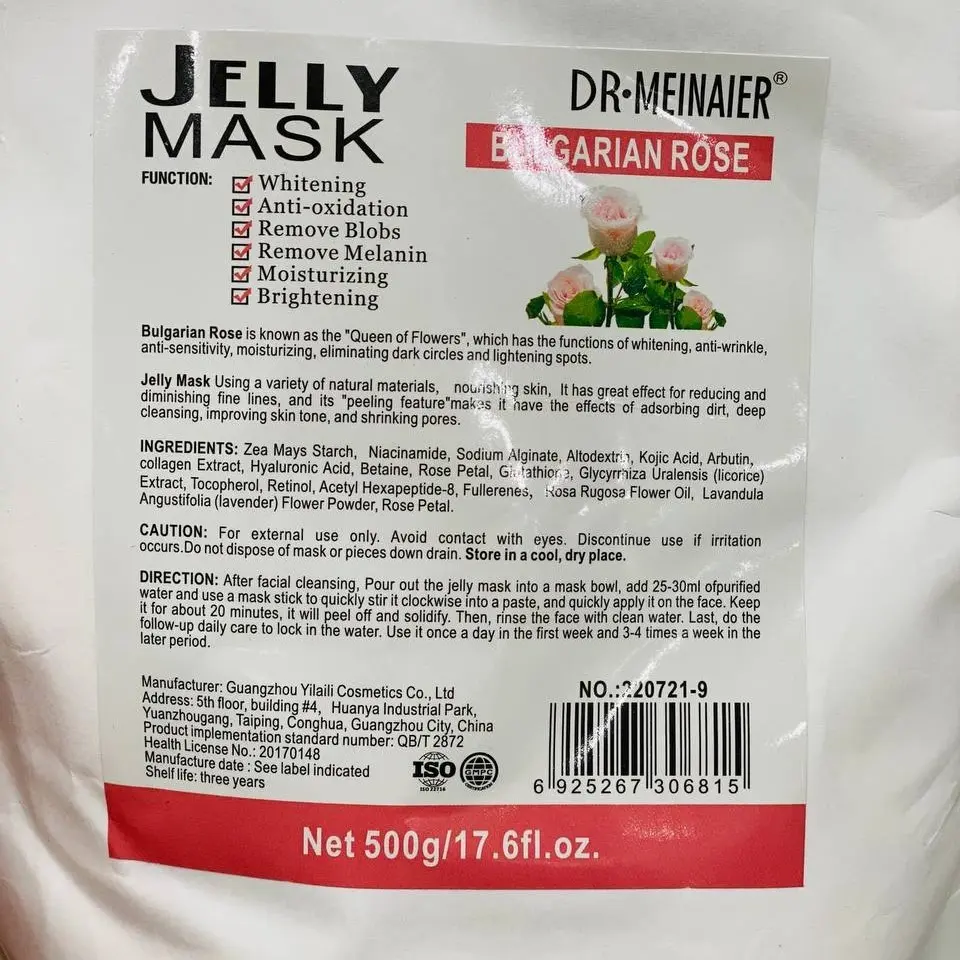 JELLY
MASK
DR·MEINAIER®
BULGARIAN ROSE
FUNCTION:
Whitening
Anti-oxidation
Remove Blobs
Remove Melanin
Moisturizing
Brightening
Bulgarian Rose is known as the "Queen of Flowers", which has the functions of whitening, anti-wrinkle,
anti-sensitivity, moisturizing, eliminating dark circles and lightening spots.
Jelly Mask Using a variety of natural materials, nourishing skin, It has great effect for reducing and
diminishing fine lines, and its "peeling feature"makes it have the effects of adsorbing dirt, deep
cleansing, improving skin tone, and shrinking pores.
INGREDIENTS: Zea Mays Starch, Niacinamide, Sodium Alginate, Altodextrin, Kojic Acid, Arbutin,
collagen Extract, Hyaluronic Acid, Betaine, Rose Petal, Glutathione, Glycyrrhiza Uralensis (licorice)
Extract, Tocopherol, Retinol, Acetyl Hexapeptide-8, Fullerenes, Rosa Rugosa Flower Oil, Lavandula
Angustifolia (lavender) Flower Powder, Rose Petal.
CAUTION: For external use only. Avoid contact with eyes. Discontinue use if irritation
occurs.Do not dispose of mask or pieces down drain. Store in a cool, dry place.
DIRECTION: After facial cleansing, Pour out the jelly mask into a mask bowl, add 25-30ml ofpurified
water and use a mask stick to quickly stir it clockwise into a paste, and quickly apply it on the face. Keep
it for about 20 minutes, it will peel off and solidify. Then, rinse the face with clean water. Last, do the
follow-up daily care to lock in the water. Use it once a day in the first week and 3-4 times a week in the
later period.
Manufacturer: Guangzhou Yilaili Cosmetics Co., Ltd
Address: 5th floor, building #4, Huanya Industrial Park,
Yuanzhougang, Taiping, Conghua, Guangzhou City, China
Product implementation standard number: QB/T 2872
Health License No.: 20170148
Manufacture date : See label indicated
Shelf life: three years
ISO
ISO 22716
GMPC
NO.:220721-9
6 925267 306815
Net 500g/17.6fl.oz.